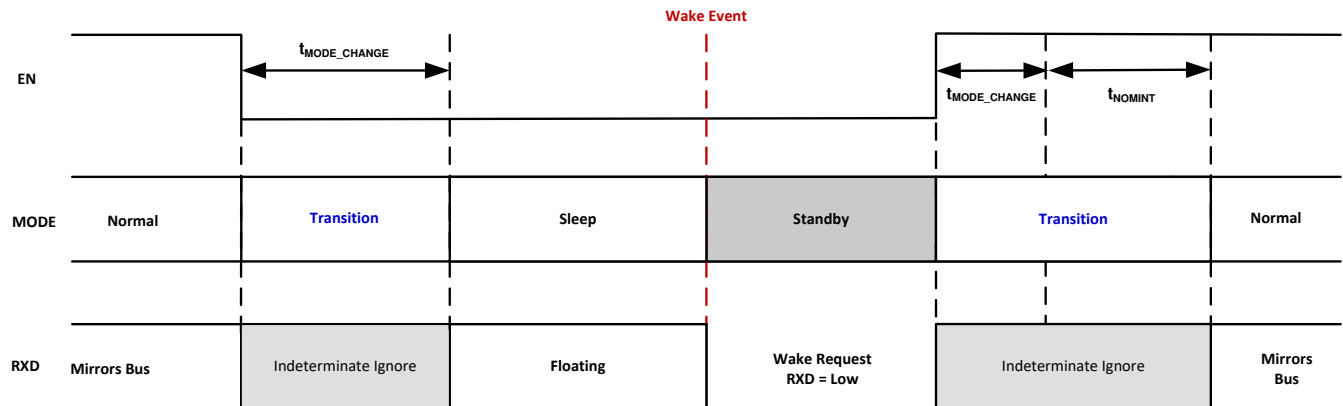 Wake Event
EN
tMODE_CHANGE
tMODE_CHANGE
tNOMINT
MODE
Normal
Transition
Sleep
Standby
Transition
Normal
RXD
Mirrors Bus
Indeterminate Ignore
Floating
Wake Request
RXD = Low
Indeterminate Ignore
Mirrors
Bus